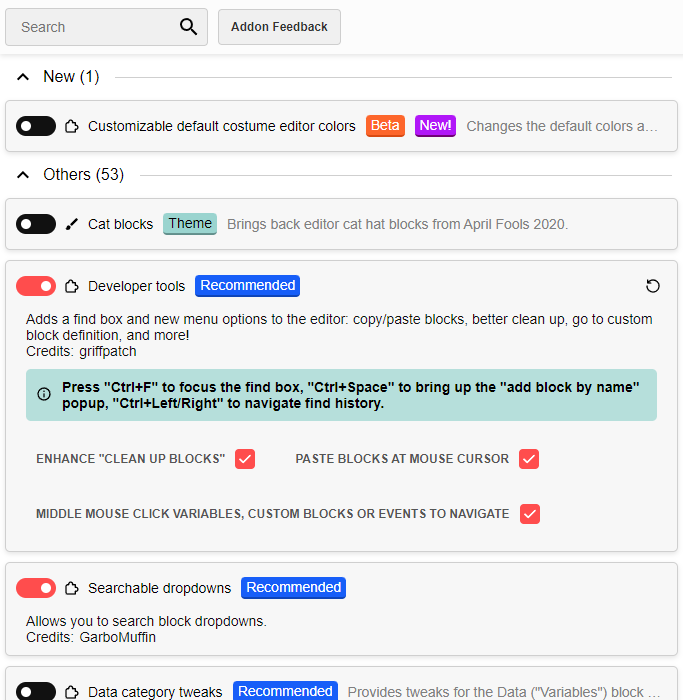 Search
Addon Feedback
New (1)
Customizable default costume editor colors Beta New! Changes the default colors a...
Others (53)
Cat blocks Theme Brings back editor cat hat blocks from April Fools 2020.
Developer tools Recommended
Adds a find box and new menu options to the editor: copy/paste blocks, better clean up, go to custom
block definition, and more!
Credits: griffpatch
Press "Ctrl+F" to focus the find box, "Ctrl+Space" to bring up the "add block by name"
popup, "Ctrl+Left/Right" to navigate find history.
ENHANCE "CLEAN UP BLOCKS" PASTE BLOCKS AT MOUSE CURSOR
MIDDLE MOUSE CLICK VARIABLES, CUSTOM BLOCKS OR EVENTS TO NAVIGATE
Searchable dropdowns Recommended
Allows you to search block dropdowns.
Credits: GarboMuffin
Data category tweaks Recommended Provides tweaks for the Data ("Variables") block ...